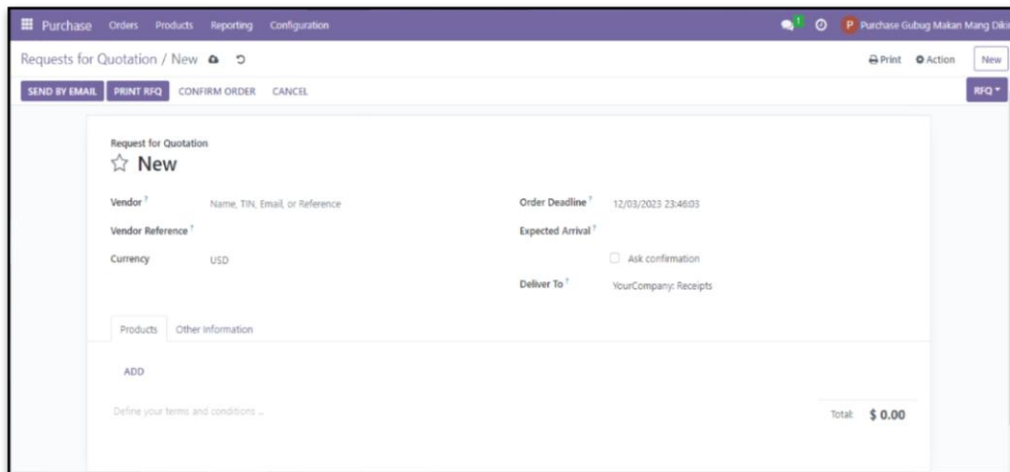 Purchase Orders Products Reporting Configuration 1 P Purchase Gubug Makan Mang Diki
Requests for Quotation / New Print Action New
SEND BY EMAIL PRINT RFQ CONFIRM ORDER CANCEL RFQ
Request for Quotation
New
Vendor ? Name, TIN, Email, or Reference Order Deadline ? 12/03/2023 23:46:03
Vendor Reference ? Expected Arrival ?
Currency USD Ask confirmation
Deliver To ? YourCompany: Receipts
Products Other Information
ADD
Define your terms and conditions ... Total: $ 0.00